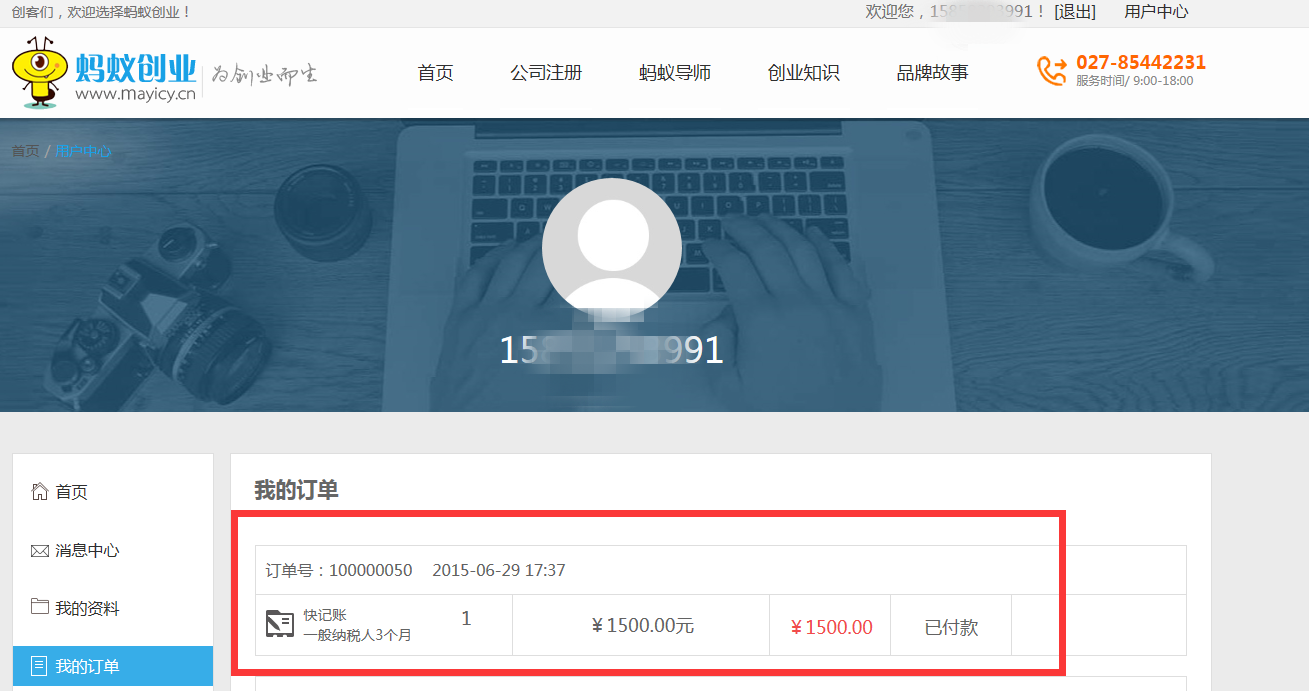 创客们，欢迎选择蚂蚁创业！
欢迎您，15 991！ [退出] 用户中心
蚂蚁创业
www.mayicy.cn
为创业而生
首页 公司注册 蚂蚁导师 创业知识 品牌故事
027-85442231
服务时间/ 9:00-18:00
首页 / 用户中心
15 991
首页
消息中心
我的资料
我的订单
我的订单
订单号：100000050 2015-06-29 17:37
快记账
一般纳税人3个月
1
¥1500.00元
¥1500.00
已付款